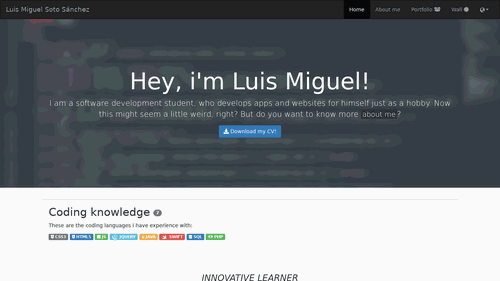 Luis Miguel Soto Sánchez
Home About me Portfolio Wall
Hey, i'm Luis Miguel!
I am a software development student, who develops apps and websites for himself just as a hobby. Now
this might seem a little weird, right? But do you want to know more about me?
Download my CV!
Coding knowledge 7
These are the coding languages I have experience with:
CSS3 HTML5 JS JQUERY JAVA SWIFT SQL PHP
INNOVATIVE LEARNER